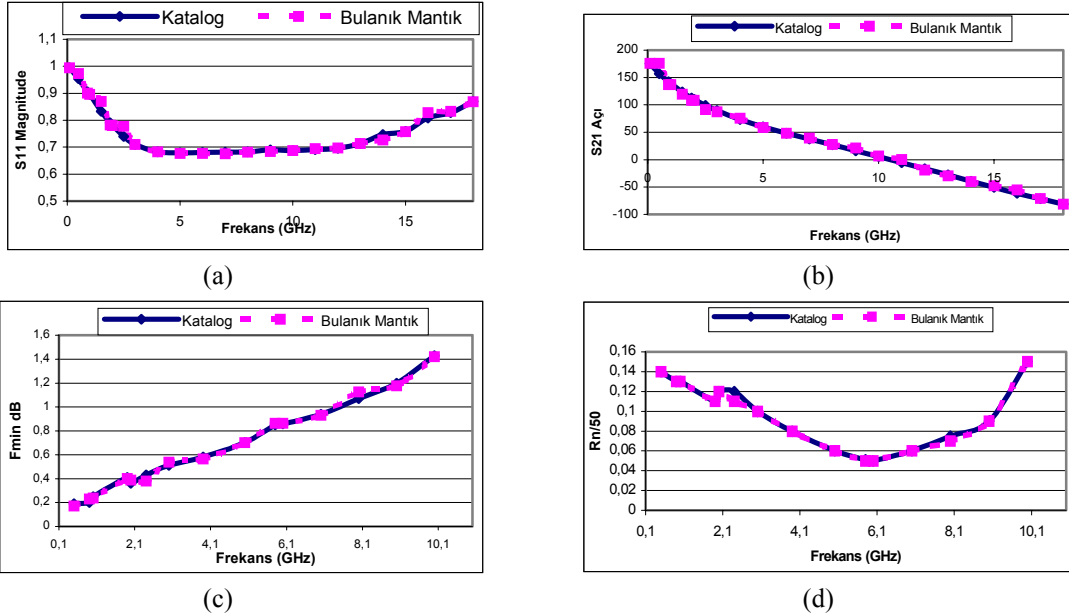 Katalog Bulanık Mantık
1,1
1
0,9
0,8
0,7
0,6
0,5
S11 Magnitude
0 5 10 15
Frekans (GHz)
(a)
Katalog Bulanık Mantık
200
150
100
50
0
-50
-100
S21 Açı
0 5 10 15
Frekans (GHz)
(b)
Katalog Bulanık Mantık
1,6
1,4
1,2
1
0,8
0,6
0,4
0,2
0
Fmin dB
0,1 2,1 4,1 6,1 8,1 10,1
Frekans (GHz)
(c)
Katalog Bulanık Mantık
0,16
0,14
0,12
0,1
0,08
0,06
0,04
0,02
0
Rn/50
0,1 2,1 4,1 6,1 8,1 10,1
Frekans (GHz)
(d)